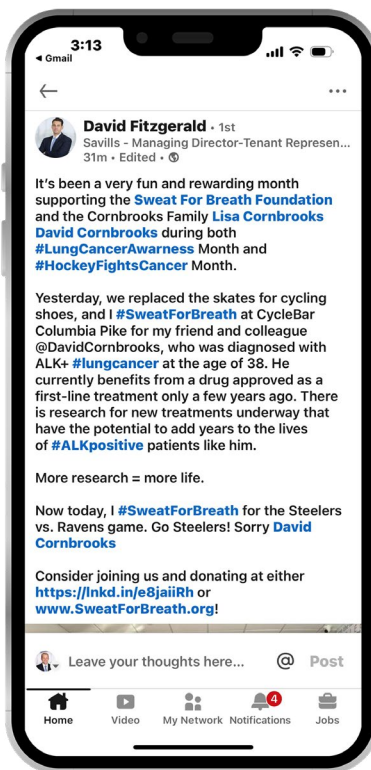 3:13
◂ Gmail
David Fitzgerald • 1st
Savills - Managing Director-Tenant Represen...
31m • Edited •
It's been a very fun and rewarding month
supporting the Sweat For Breath Foundation
and the Cornbrooks Family Lisa Cornbrooks
David Cornbrooks during both
#LungCancerAwarness Month and
#HockeyFightsCancer Month.
Yesterday, we replaced the skates for cycling
shoes, and I #SweatForBreath at CycleBar
Columbia Pike for my friend and colleague
@DavidCornbrooks, who was diagnosed with
ALK+ #lungcancer at the age of 38. He
currently benefits from a drug approved as a
first-line treatment only a few years ago. There
is research for new treatments underway that
have the potential to add years to the lives
of #ALKpositive patients like him.
More research = more life.
Now today, I #SweatForBreath for the Steelers
vs. Ravens game. Go Steelers! Sorry David
Cornbrooks
Consider joining us and donating at either
https://lnkd.in/e8jaiiRh or
www.SweatForBreath.org!
Leave your thoughts here... @ Post
4
Home Video My Network Notifications Jobs